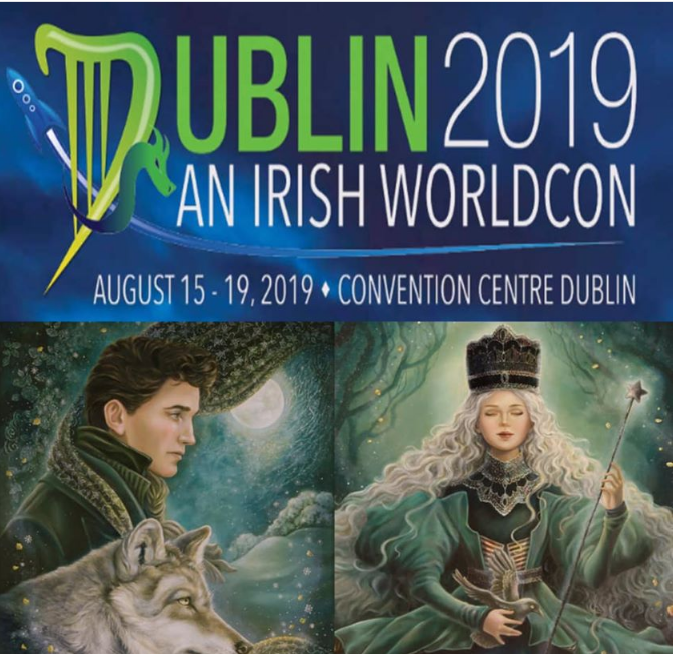 DUBLIN 2019
AN IRISH WORLDCON
AUGUST 15 - 19, 2019 ♦ CONVENTION CENTRE DUBLIN